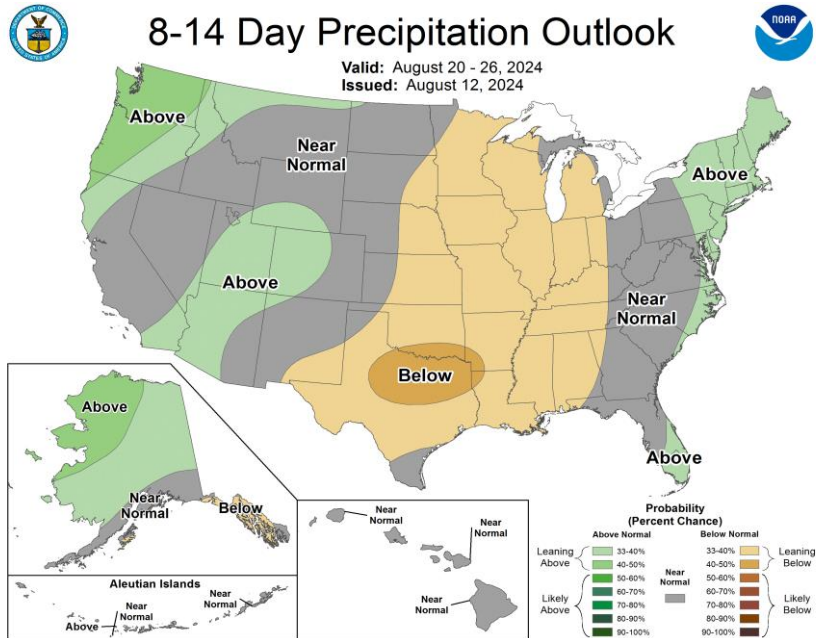 8-14 Day Precipitation Outlook
NOAA
Valid: August 20 - 26, 2024
Issued: August 12, 2024
Above
Near
Normal
Above
Above
Near
Normal
Below
Above
Above
Near
Normal
Below
Near
Normal
Near
Normal
Near
Normal
Aleutian Islands
Near
Normal
Near
Normal
Above
Probability
(Percent Chance)
Above Normal
Below Normal
Leaning
Above
33-40%
40-50%
Likely
Above
50-60%
60-70%
70-80%
80-90%
90-100%
Near
Normal
33-40%
40-50%
Leaning
Below
50-60%
60-70%
70-80%
80-90%
90-100%
Likely
Below